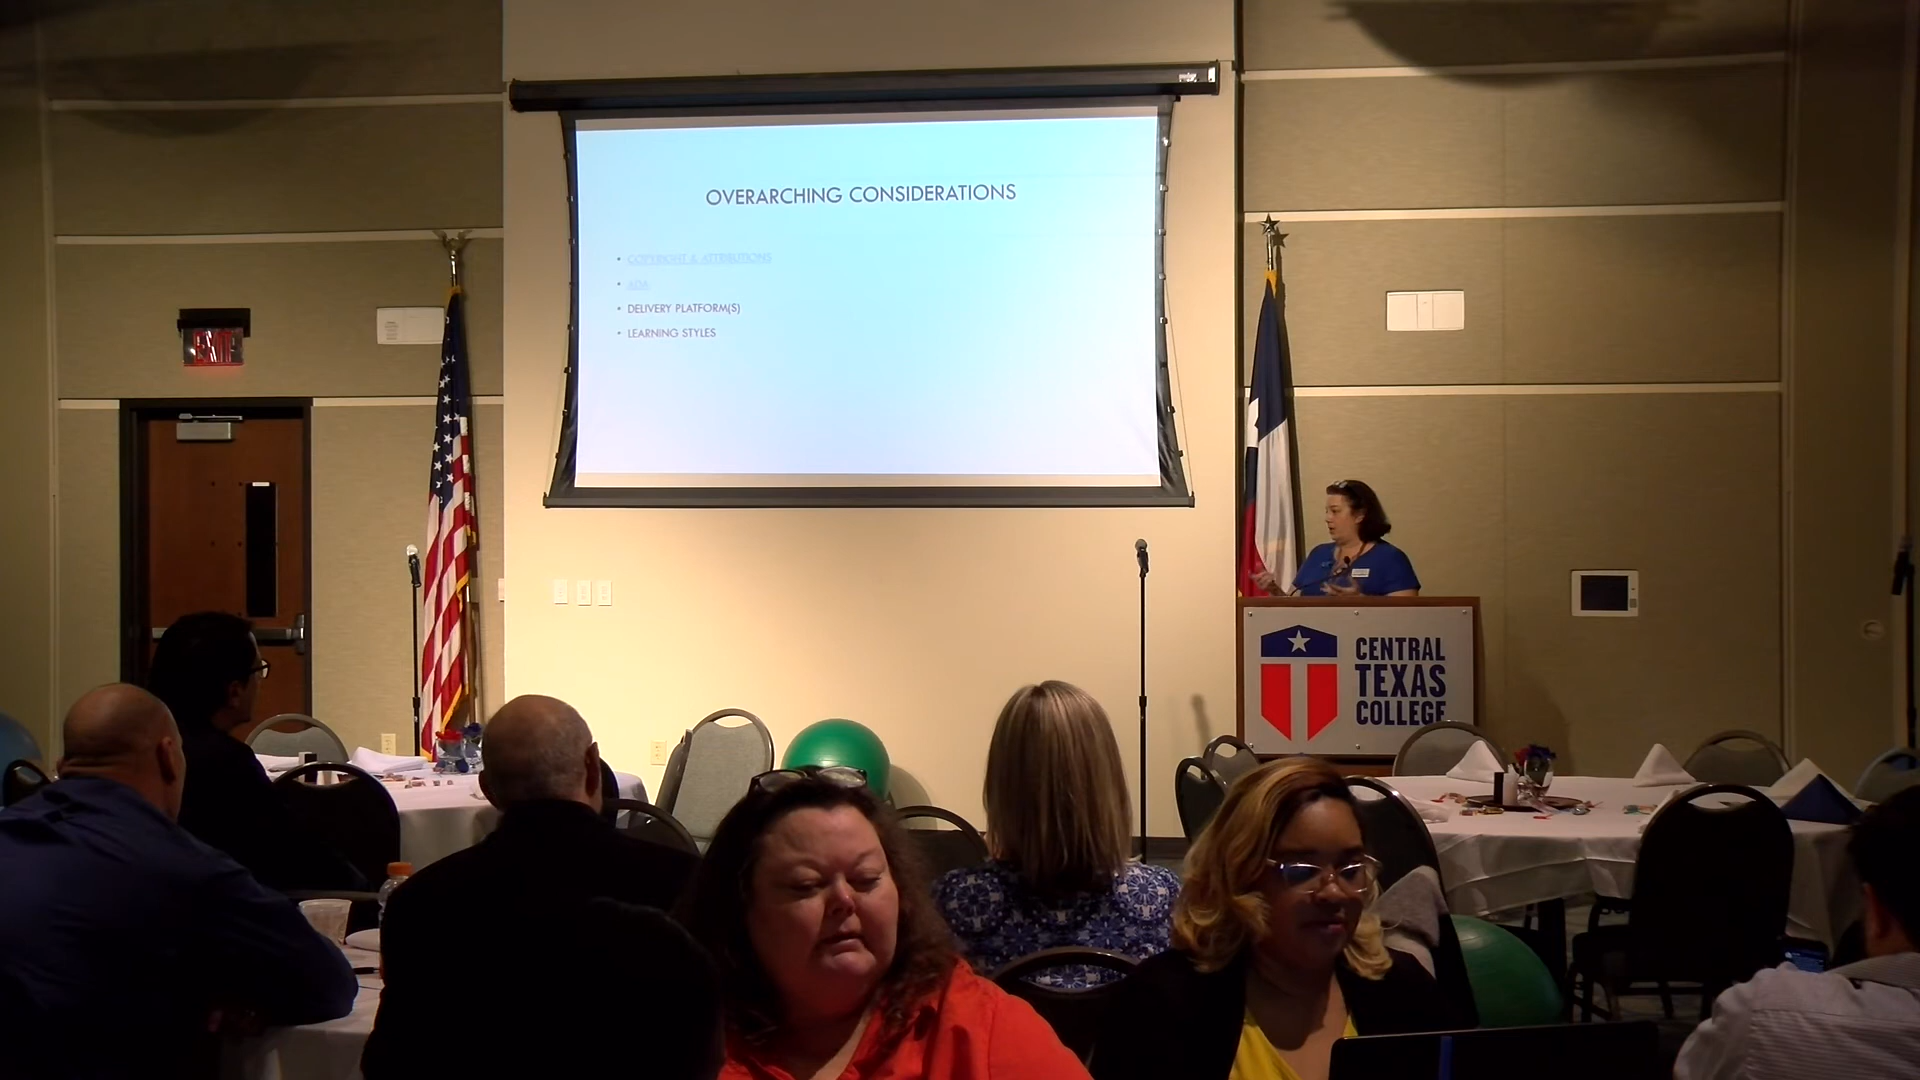 OVERARCHING CONSIDERATIONS
• COPYRIGHT & ATTRIBUTIONS
• ADA
• DELIVERY PLATFORM(S)
• LEARNING STYLES
EXIT
CENTRAL
TEXAS
COLLEGE